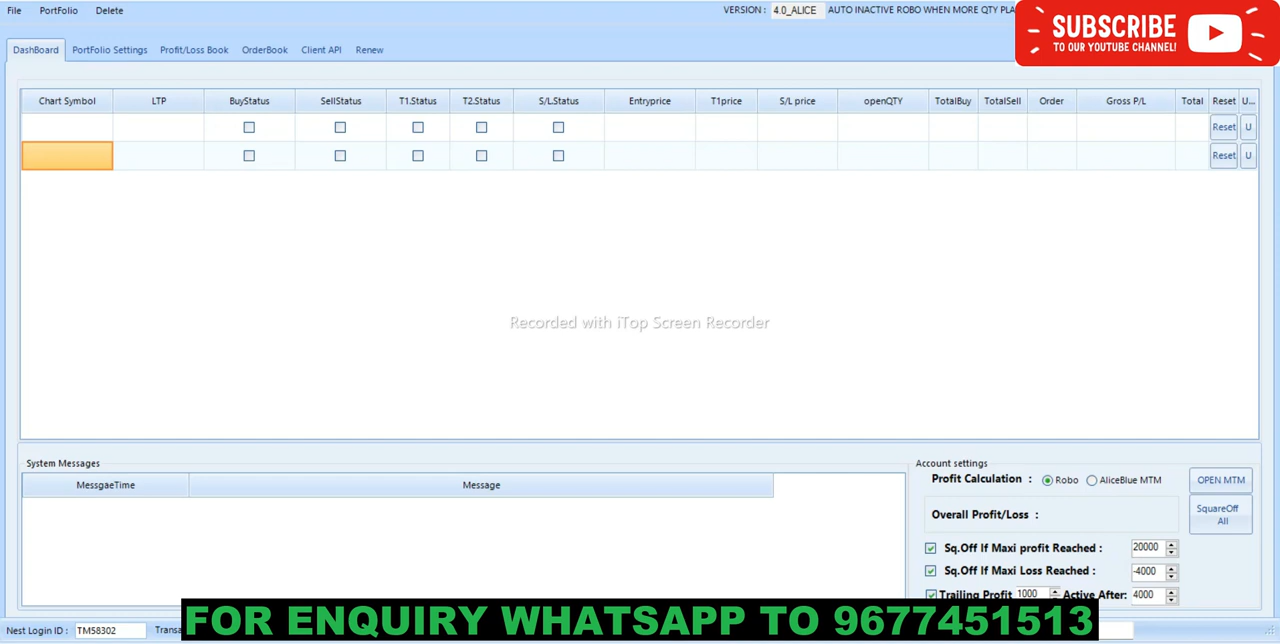 File PortFolio Delete VERSION : 4.0_ALICE AUTO INACTIVE ROBO WHEN MORE QTY PLA
SUBSCRIBE
TO OUR YOUTUBE CHANNEL!
DashBoard PortFolio Settings Profit/Loss Book OrderBook Client API Renew
Chart Symbol LTP BuyStatus SellStatus T1.Status T2.Status S/L.Status Entryprice T1price S/L price openQTY TotalBuy TotalSell Order Gross P/L Total Reset U...
Reset U
Reset U
Recorded with iTop Screen Recorder
System Messages
MessgaeTime Message
Account settings
Profit Calculation : Robo AliceBlue MTM OPEN MTM
Overall Profit/Loss : SquareOff All
Sq.Off If Maxi profit Reached : 20000
Sq.Off If Maxi Loss Reached : -4000
Trailing Profit 1000 Active After: 4000
FOR ENQUIRY WHATSAPP TO 9677451513
Nest Login ID : TM58302 Transa